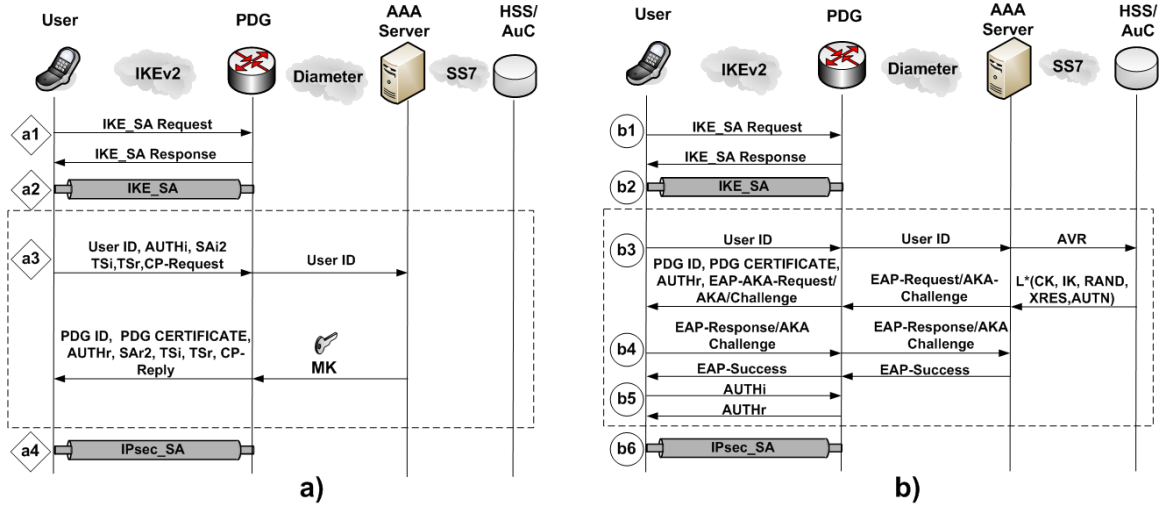 User
PDG
AAA
Server
HSS/
AuC
IKEv2
Diameter
SS7
a1
IKE_SA Request
IKE_SA Response
a2
IKE_SA
a3
User ID, AUTHi, SAi2
TSi,TSr,CP-Request
User ID
PDG ID, PDG CERTIFICATE,
AUTHr, SAr2, TSi, TSr, CP-
Reply
MK
a4
IPsec_SA
a)
User
PDG
AAA
Server
HSS/
AuC
IKEv2
Diameter
SS7
b1
IKE_SA Request
IKE_SA Response
b2
IKE_SA
b3
User ID
User ID
AVR
PDG ID, PDG CERTIFICATE,
AUTHr, EAP-AKA-Request/
AKA/Challenge
EAP-Request/AKA-
Challenge
L*(CK, IK, RAND,
XRES,AUTN)
b4
EAP-Response/AKA
Challenge
EAP-Response/AKA
Challenge
EAP-Success
EAP-Success
b5
AUTHi
AUTHr
b6
IPsec_SA
b)